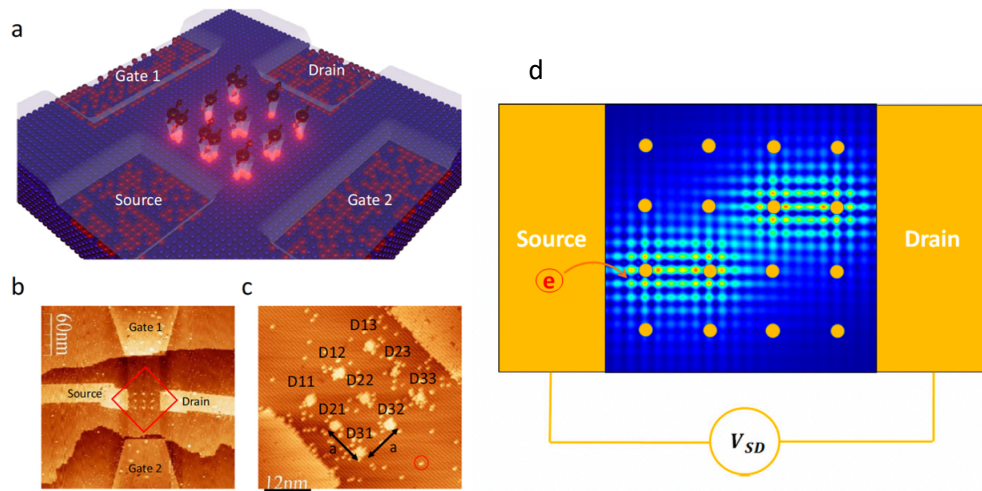 a
Gate 1
Drain
Source
Gate 2
b
60nm
Gate 1
Source
Drain
Gate 2
c
D13
D12
D23
D11
D22
D33
D21
D32
D31
a
a
12nm
d
Source
Drain
e
V_SD